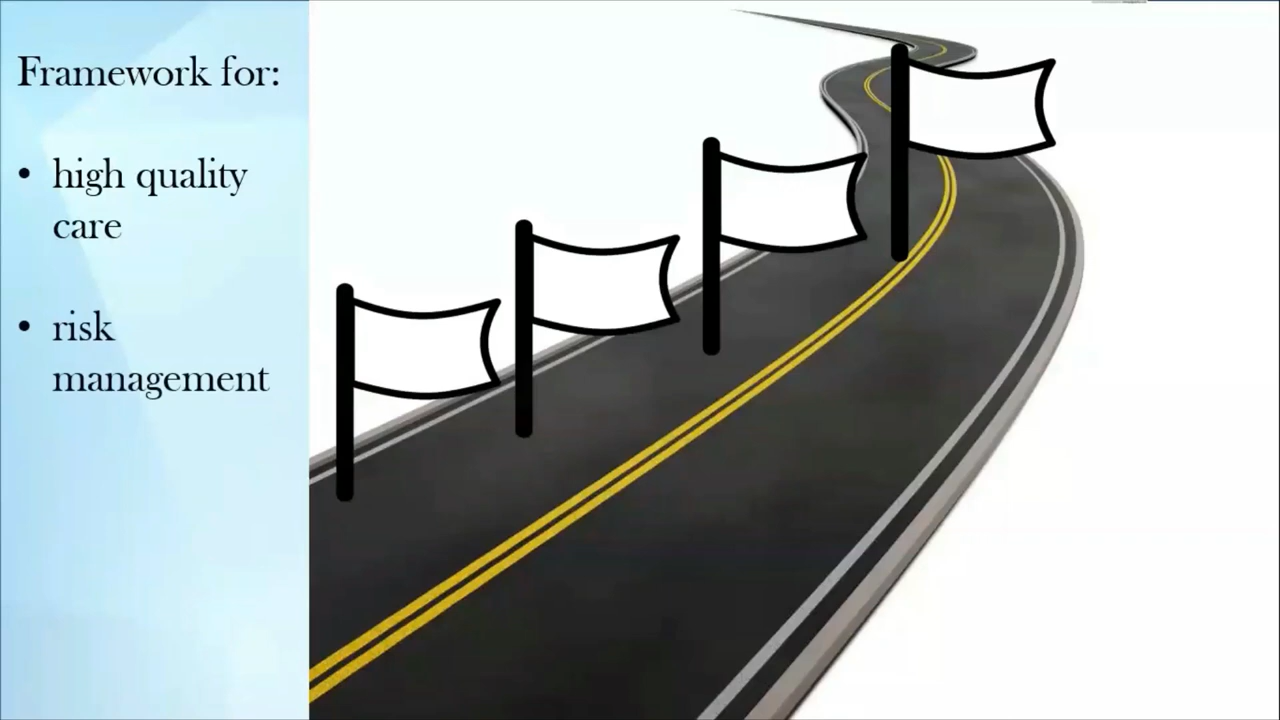 Framework for:
• high quality
care
• risk
management